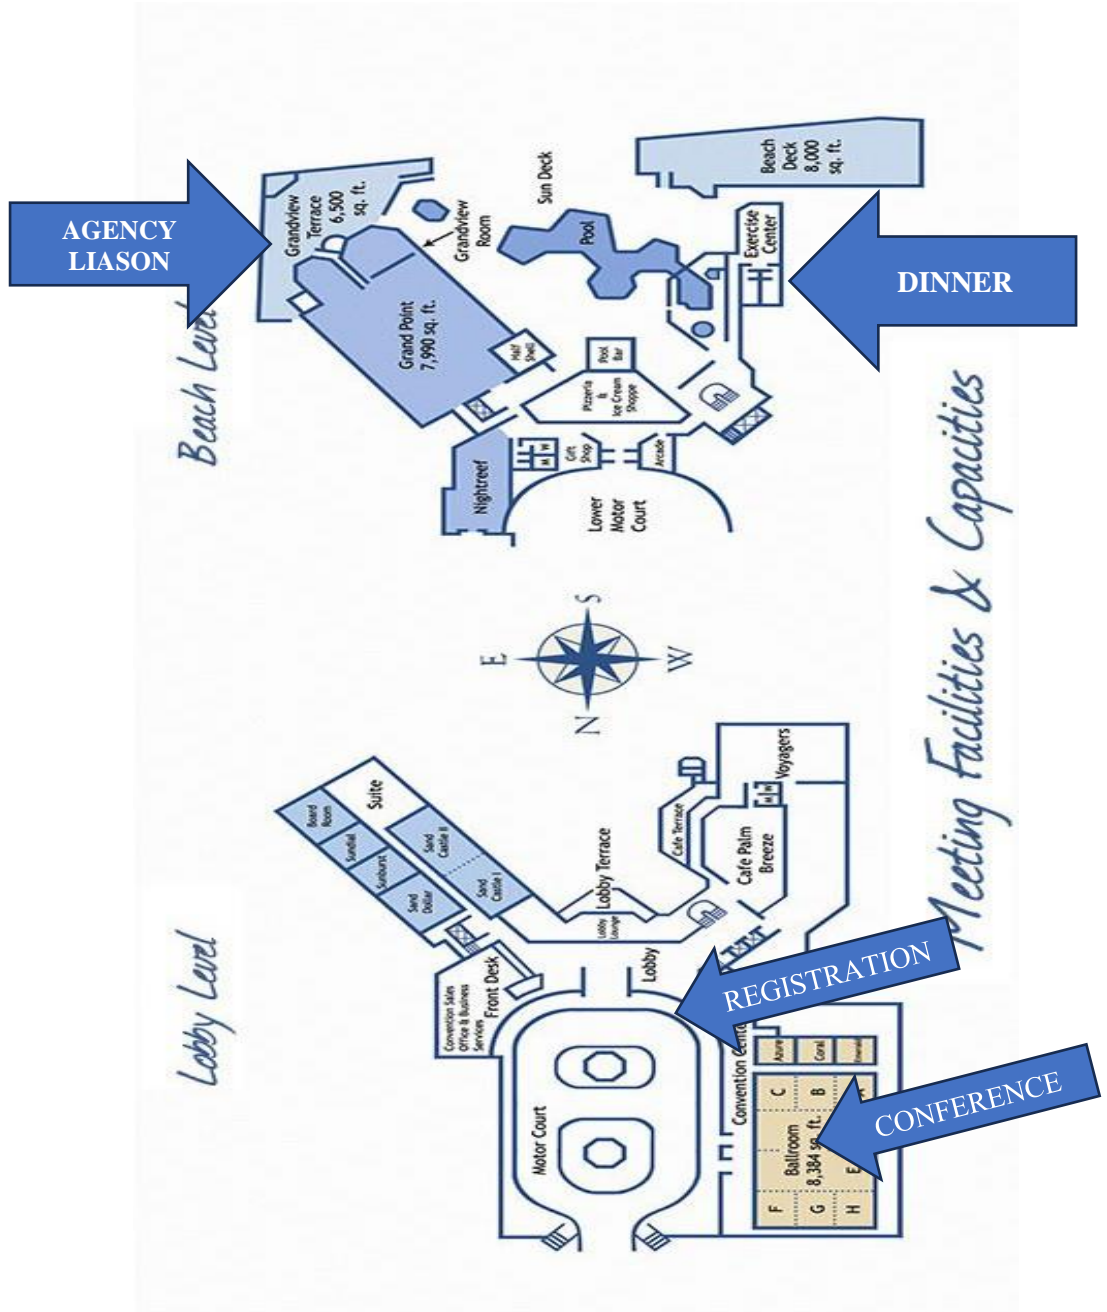 AGENCY
LIASON
Beach Level
Grandview
Terrace
6,500
sq. ft.
Grandview
Room
Grand Point
7,990 sq. ft.
Half
Shell
Sun Deck
Pool
Beach
Deck
8,000
sq. ft.
Exercise
Center
DINNER
Pool
Bar
Pizzeria
&
Ice Cream
Shoppe
Nightreef
M W
Gift
Shop
Arcade
Lower
Motor
Court
Meeting Facilities & Capacities
E
S
N
W
Lobby Level
Board
Room
Sundial
Sunburst
Sand
Dollar
Suite
Sand
Castle II
Sand
Castle I
Lobby Terrace
Lobby
Lounge
Cafe Terrace
Cafe Palm
Breeze
M W
Voyagers
Convention Sales
Office & Business
Services
Front Desk
Lobby
REGISTRATION
Motor Court
Convention Cente
Azure
Coral
Emerald
C
B
A
Ballroom
8,384 sq. ft.
E
F
G
H
CONFERENCE